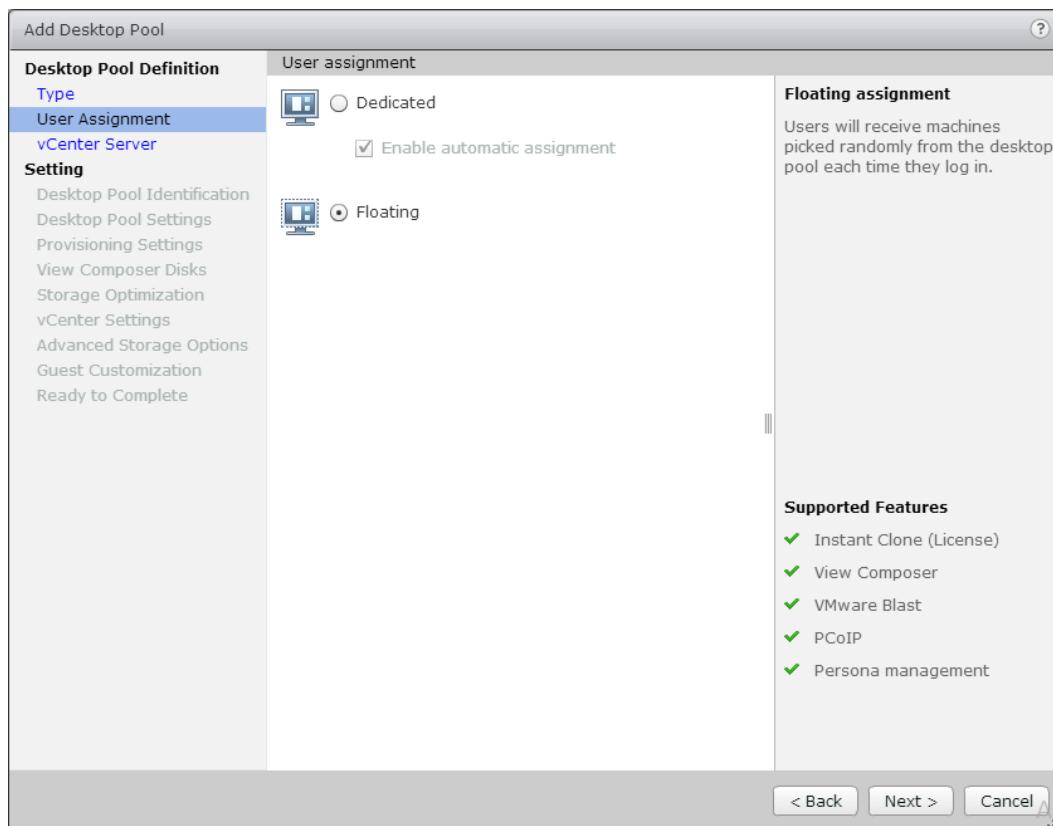 Add Desktop Pool
?
Desktop Pool Definition
Type
User Assignment
vCenter Server
Setting
Desktop Pool Identification
Desktop Pool Settings
Provisioning Settings
View Composer Disks
Storage Optimization
vCenter Settings
Advanced Storage Options
Guest Customization
Ready to Complete
User assignment
Dedicated
Enable automatic assignment
Floating
Floating assignment
Users will receive machines
picked randomly from the desktop
pool each time they log in.
Supported Features
Instant Clone (License)
View Composer
VMware Blast
PCoIP
Persona management
< Back
Next >
Cancel
A